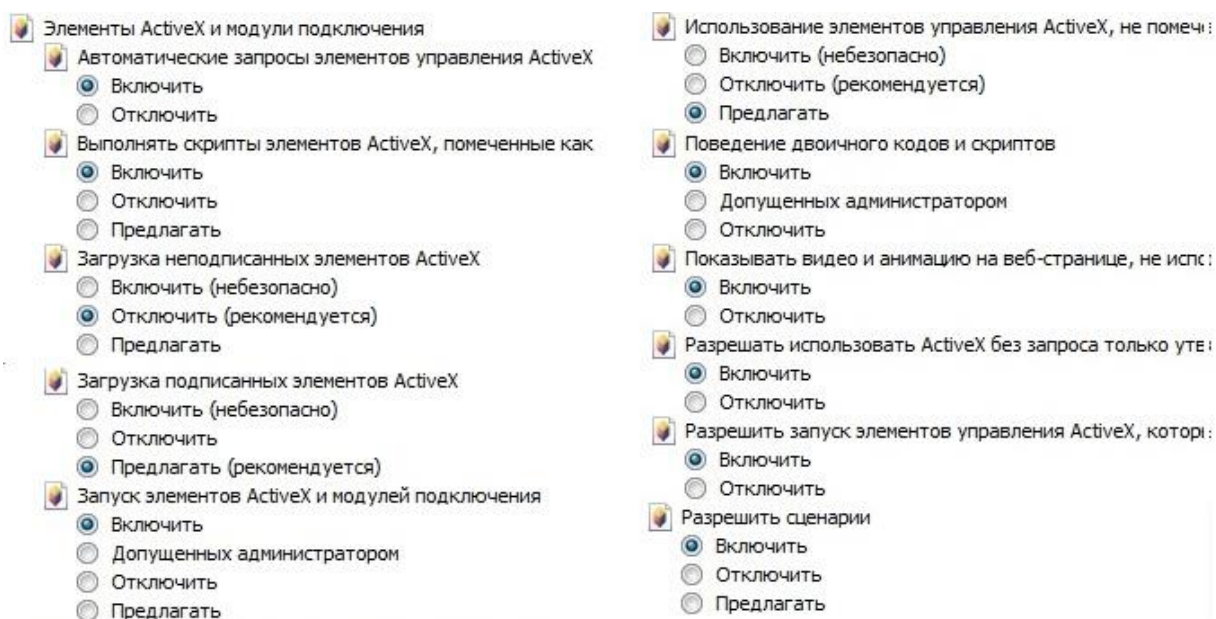 Элементы ActiveX и модули подключения
Автоматические запросы элементов управления ActiveX
Включить
Отключить
Выполнять скрипты элементов ActiveX, помеченные как
Включить
Отключить
Предлагать
Загрузка неподписанных элементов ActiveX
Включить (небезопасно)
Отключить (рекомендуется)
Предлагать
Загрузка подписанных элементов ActiveX
Включить (небезопасно)
Отключить
Предлагать (рекомендуется)
Запуск элементов ActiveX и модулей подключения
Включить
Допущенных администратором
Отключить
Предлагать
Использование элементов управления ActiveX, не
Включить (небезопасно)
Отключить (рекомендуется)
Предлагать
Поведение двоичного кодов и скриптов
Включить
Допущенных администратором
Отключить
Показывать видео и анимацию на веб-странице, не
Включить
Отключить
Разрешать использовать ActiveX без запроса только
Включить
Отключить
Разрешить запуск элементов управления ActiveX,
Включить
Отключить
Разрешить сценарии
Включить
Отключить
Предлагать